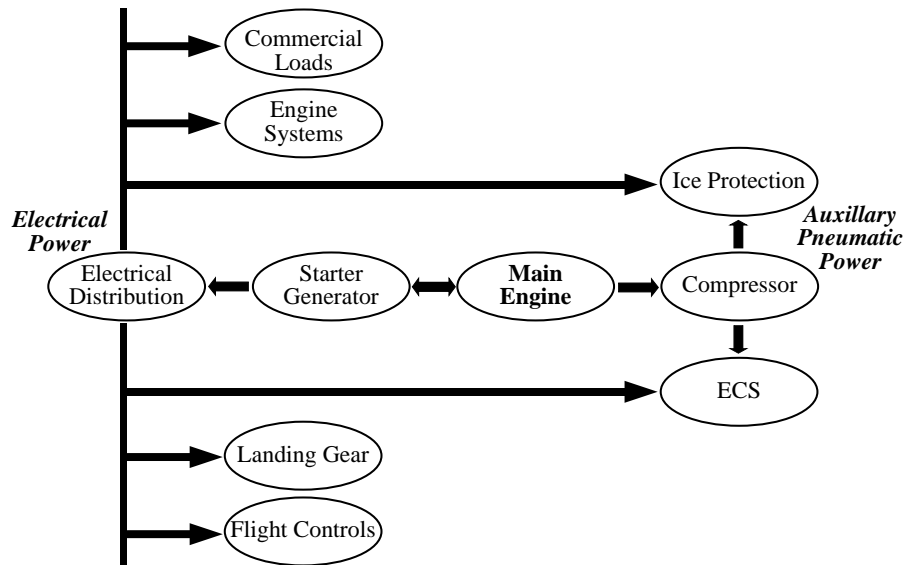 Commercial
Loads
Engine
Systems
Ice Protection
Electrical
Power
Auxillary
Pneumatic
Power
Electrical
Distribution
Starter
Generator
Main
Engine
Compressor
ECS
Landing Gear
Flight Controls